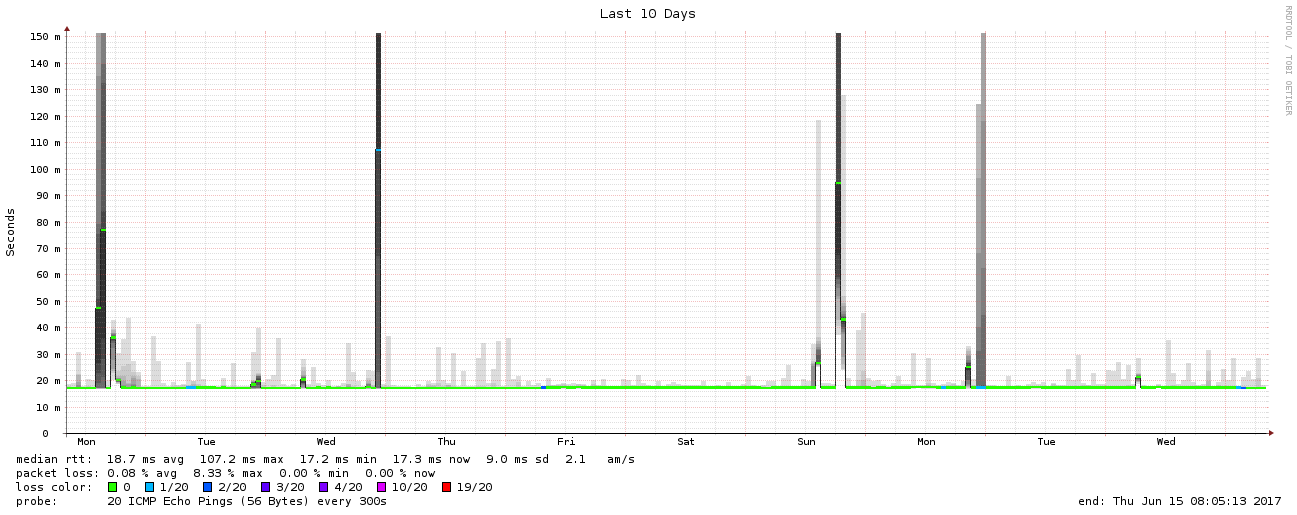 Last 10 Days
RRDTOOL / TOBI OETIKER
Seconds
150 m
140 m
130 m
120 m
110 m
100 m
90 m
80 m
70 m
60 m
50 m
40 m
30 m
20 m
10 m
0
Mon Tue Wed Thu Fri Sat Sun Mon Tue Wed
median rtt: 18.7 ms avg 107.2 ms max 17.2 ms min 17.3 ms now 9.0 ms sd 2.1 am/s
packet loss: 0.08 % avg 8.33 % max 0.00 % min 0.00 % now
loss color: 0 1/20 2/20 3/20 4/20 10/20 19/20
probe: 20 ICMP Echo Pings (56 Bytes) every 300s end: Thu Jun 15 08:05:13 2017